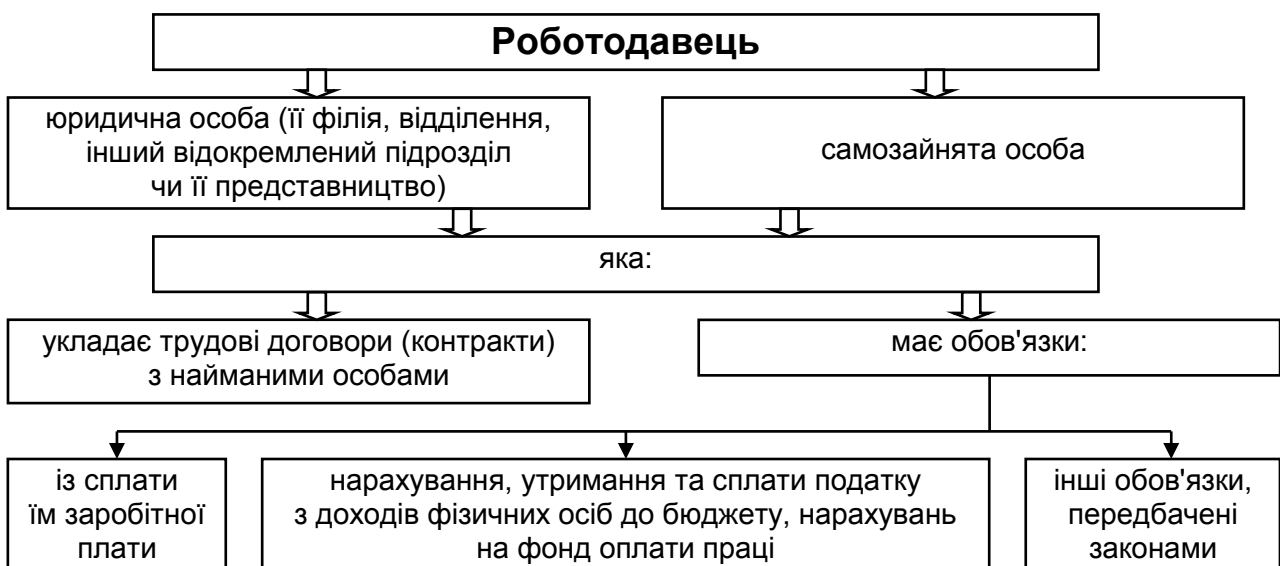 Роботодавець
юридична особа (її філія, відділення,
інший відокремлений підрозділ
чи її представництво)
самозайнята особа
яка:
укладає трудові договори (контракти)
з найманими особами
має обов'язки:
із сплати
їм заробітної
плати
нарахування, утримання та сплати податку
з доходів фізичних осіб до бюджету, нарахувань
на фонд оплати праці
інші обов'язки,
передбачені
законами